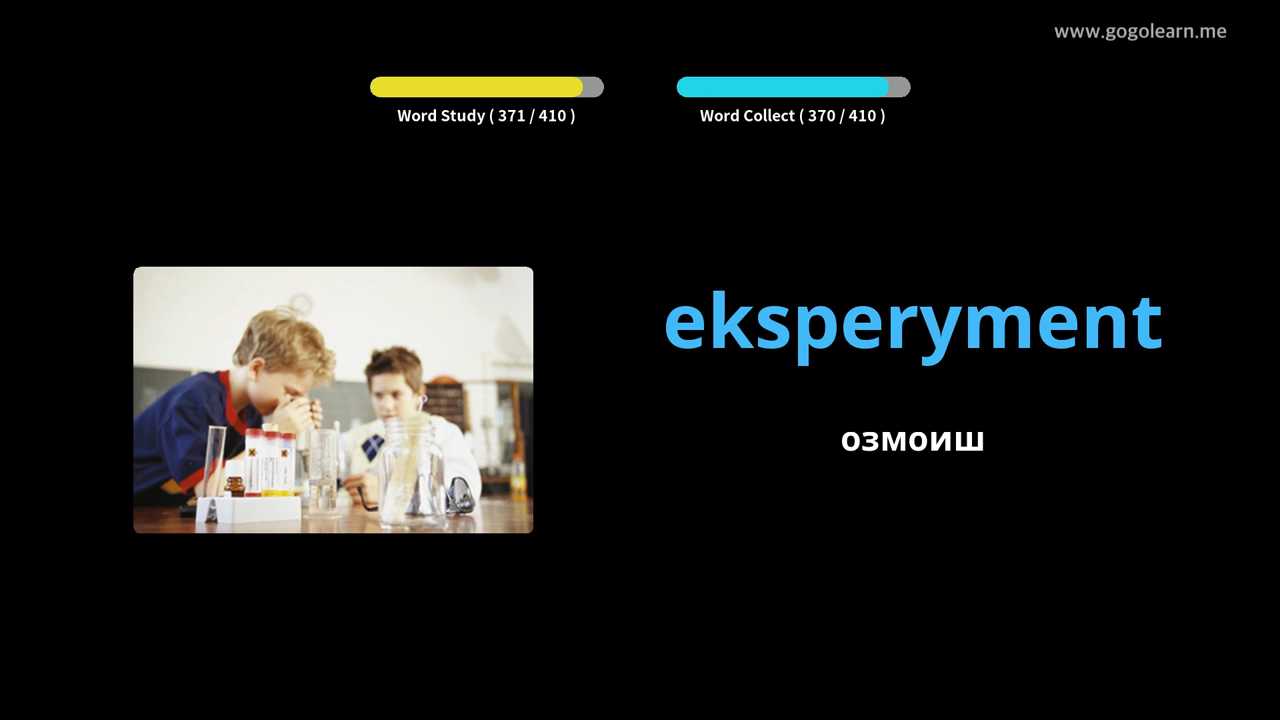 www.gogolearn.me
Word Study ( 371 / 410 )
Word Collect ( 370 / 410 )
eksperyment
озмоиш